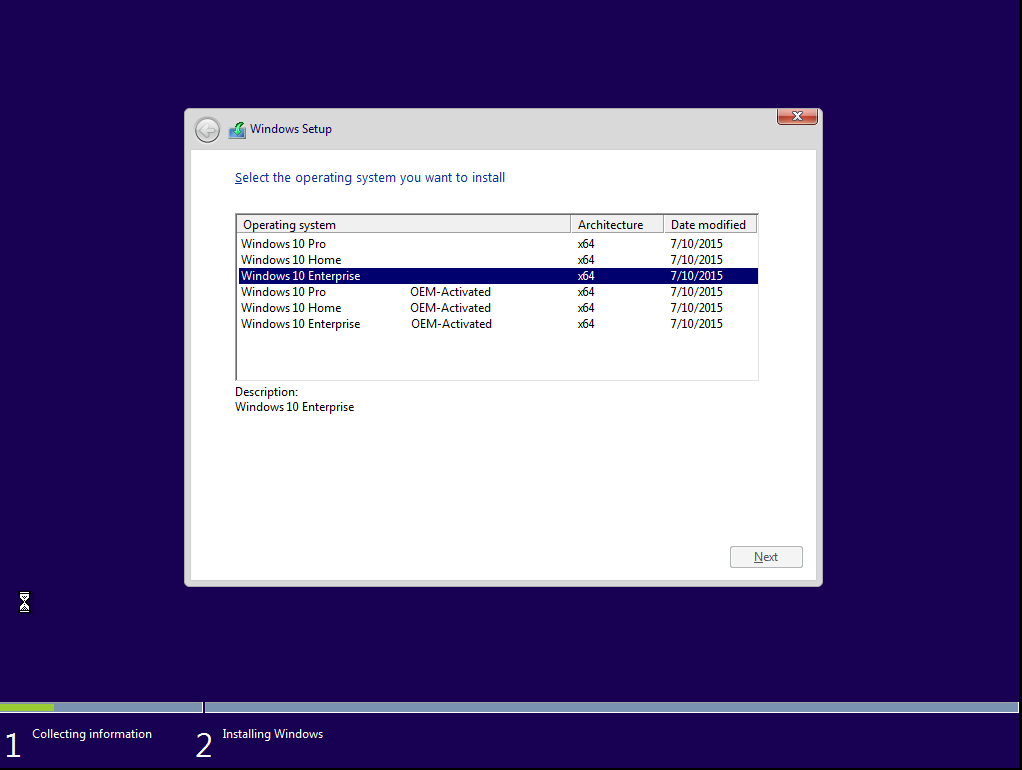 Windows Setup
Select the operating system you want to install
Operating system Architecture Date modified
Windows 10 Pro x64 7/10/2015
Windows 10 Home x64 7/10/2015
Windows 10 Enterprise x64 7/10/2015
Windows 10 Pro OEM-Activated x64 7/10/2015
Windows 10 Home OEM-Activated x64 7/10/2015
Windows 10 Enterprise OEM-Activated x64 7/10/2015
Description:
Windows 10 Enterprise
Next
1 Collecting information 2 Installing Windows